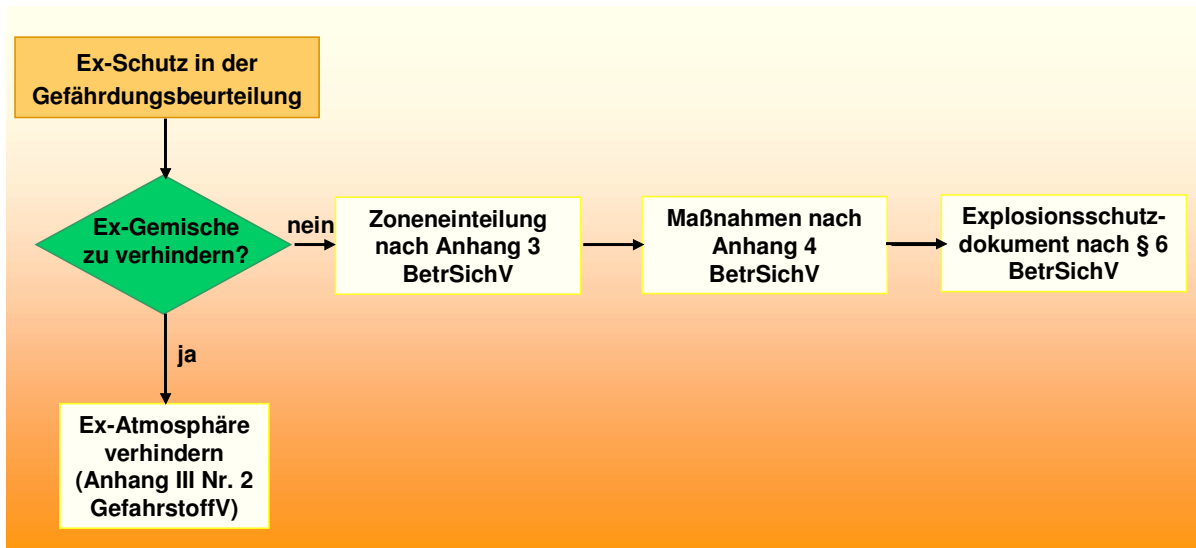 Ex-Schutz in der
Gefährdungsbeurteilung
Ex-Gemische
zu verhindern?
nein
Zoneneinteilung
nach Anhang 3
BetrSichV
Maßnahmen nach
Anhang 4
BetrSichV
Explosionsschutz-
dokument nach § 6
BetrSichV
ja
Ex-Atmosphäre
verhindern
(Anhang III Nr. 2
GefahrstoffV)